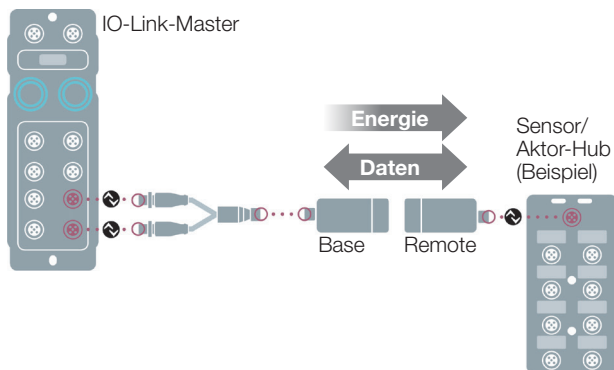 IO-Link-Master
Energie
Daten
Sensor/
Aktor-Hub
(Beispiel)
Base
Remote